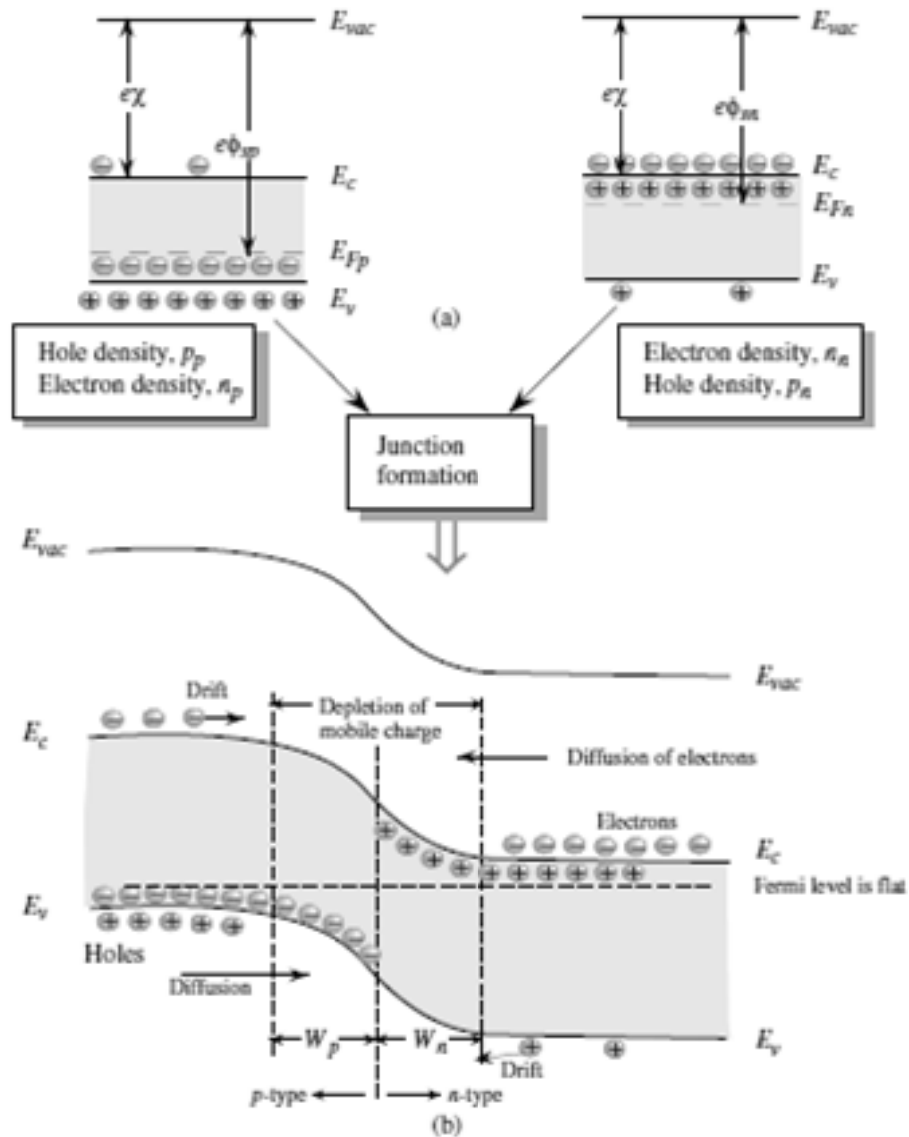 E_vac
eχ
eϕ_sp
E_c
E_Fp
E_v
E_vac
eχ
eϕ_sn
E_c
E_Fn
E_v
(a)
Hole density, p_p
Electron density, n_p
Electron density, n_n
Hole density, p_n
Junction
formation
E_vac
E_vac
Drift
Depletion of
mobile charge
E_c
Diffusion of electrons
Electrons
E_c
Fermi level is flat
E_v
Holes
Diffusion
W_p
W_n
E_v
Drift
p-type
n-type
(b)